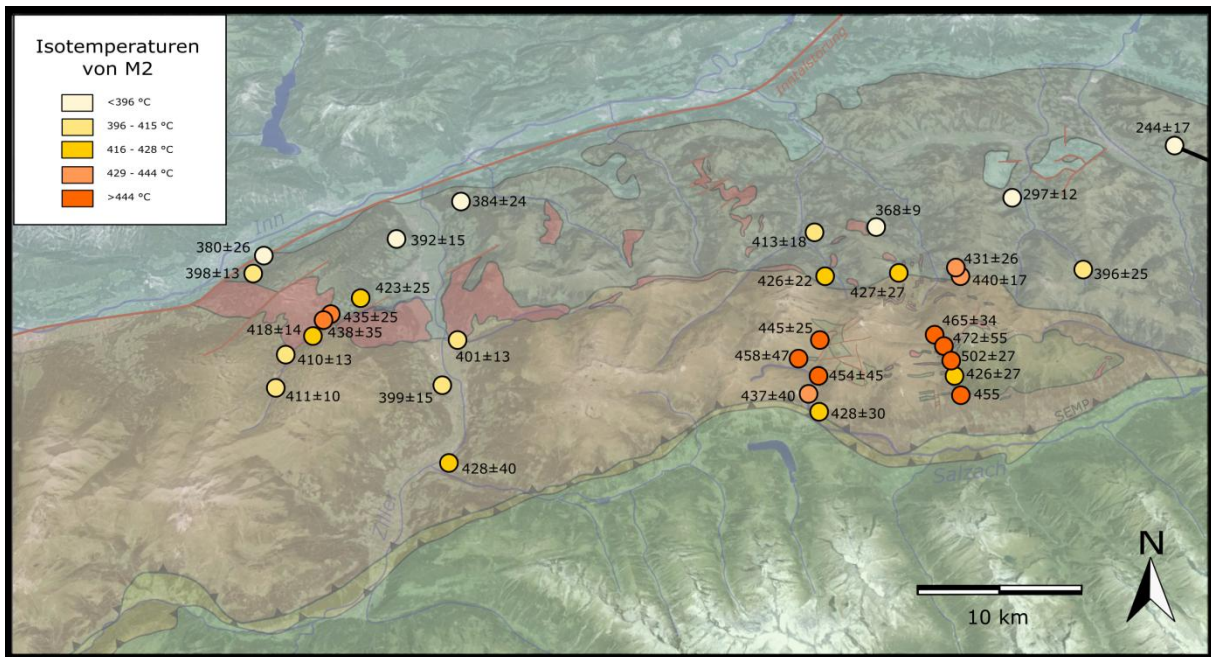 Isotemperaturen
von M2
<396 °C
396 - 415 °C
416 - 428 °C
429 - 444 °C
>444 °C
Inntalstörung
244±17
297±12
384±24
368±9
Inn
392±15
413±18
380±26
398±13
431±26
396±25
426±22
427±27
440±17
423±25
435±25
418±14
438±35
465±34
445±25
401±13
472±55
410±13
458±47
502±27
454±45
426±27
411±10
399±15
437±40
455
428±30
SEMP
428±40
Ziller
Salzach
N
10 km